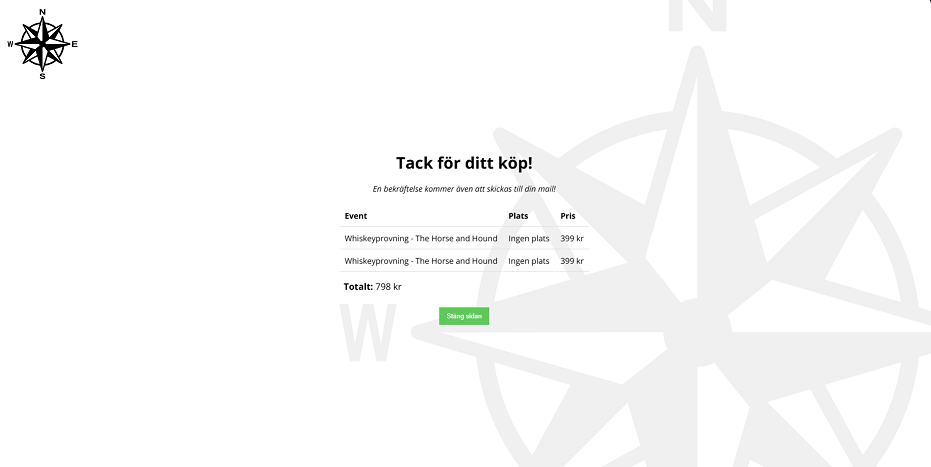 N
W E
S
N
Tack för ditt köp!
En bekräftelse kommer även att skickas till din mail!
Event Plats Pris
Whiskeyprovning - The Horse and Hound Ingen plats 399 kr
Whiskeyprovning - The Horse and Hound Ingen plats 399 kr
Totalt: 798 kr
W
Stäng sidan